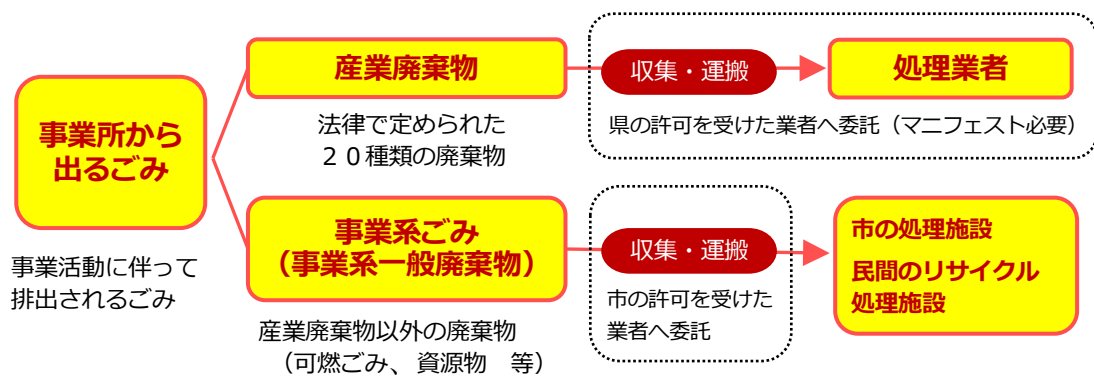 事業所から
出るごみ
事業活動に伴って
排出されるごみ
産業廃棄物
法律で定められた
２０種類の廃棄物
収集・運搬
処理業者
県の許可を受けた業者へ委託（マニフェスト必要）
事業系ごみ
（事業系一般廃棄物）
産業廃棄物以外の廃棄物
（可燃ごみ、資源物　等）
収集・運搬
市の許可を受けた
業者へ委託
市の処理施設
民間のリサイクル
処理施設